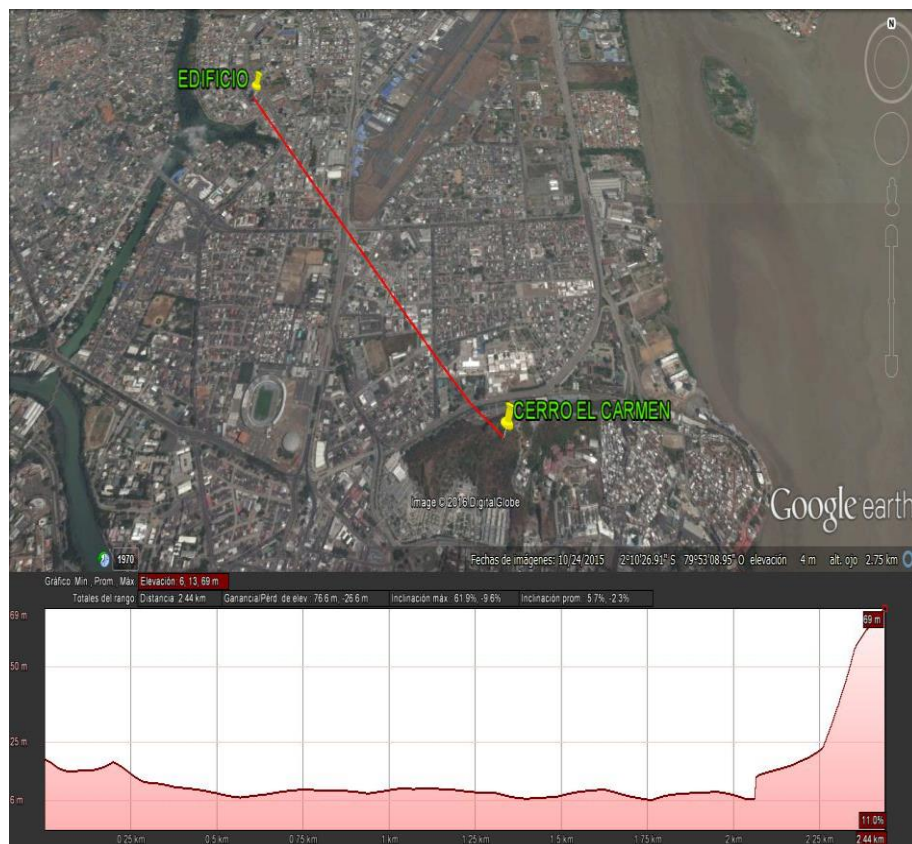 N
EDIFICIO
CERRO EL CARMEN
Image © 2016 DigitalGlobe
Google earth
1970
Fechas de imágenes: 10/24/2015 2°10'26.91" S 79°53'08.95" O elevación 4 m alt. ojo 2.75 km
Gráfico Mín., Prom., Máx. Elevación: 6, 13, 69 m
Totales del rango: Distancia: 2.44 km Ganancia/Pérd. de elev.: 76.6 m, -26.6 m Inclinación máx.: 61.9%, -9.6% Inclinación prom.: 5.7%, -2.3%
69 m
69 m
50 m
25 m
6 m
11.0%
0.25 km 0.5 km 0.75 km 1 km 1.25 km 1.5 km 1.75 km 2 km 2.25 km 2.44 km